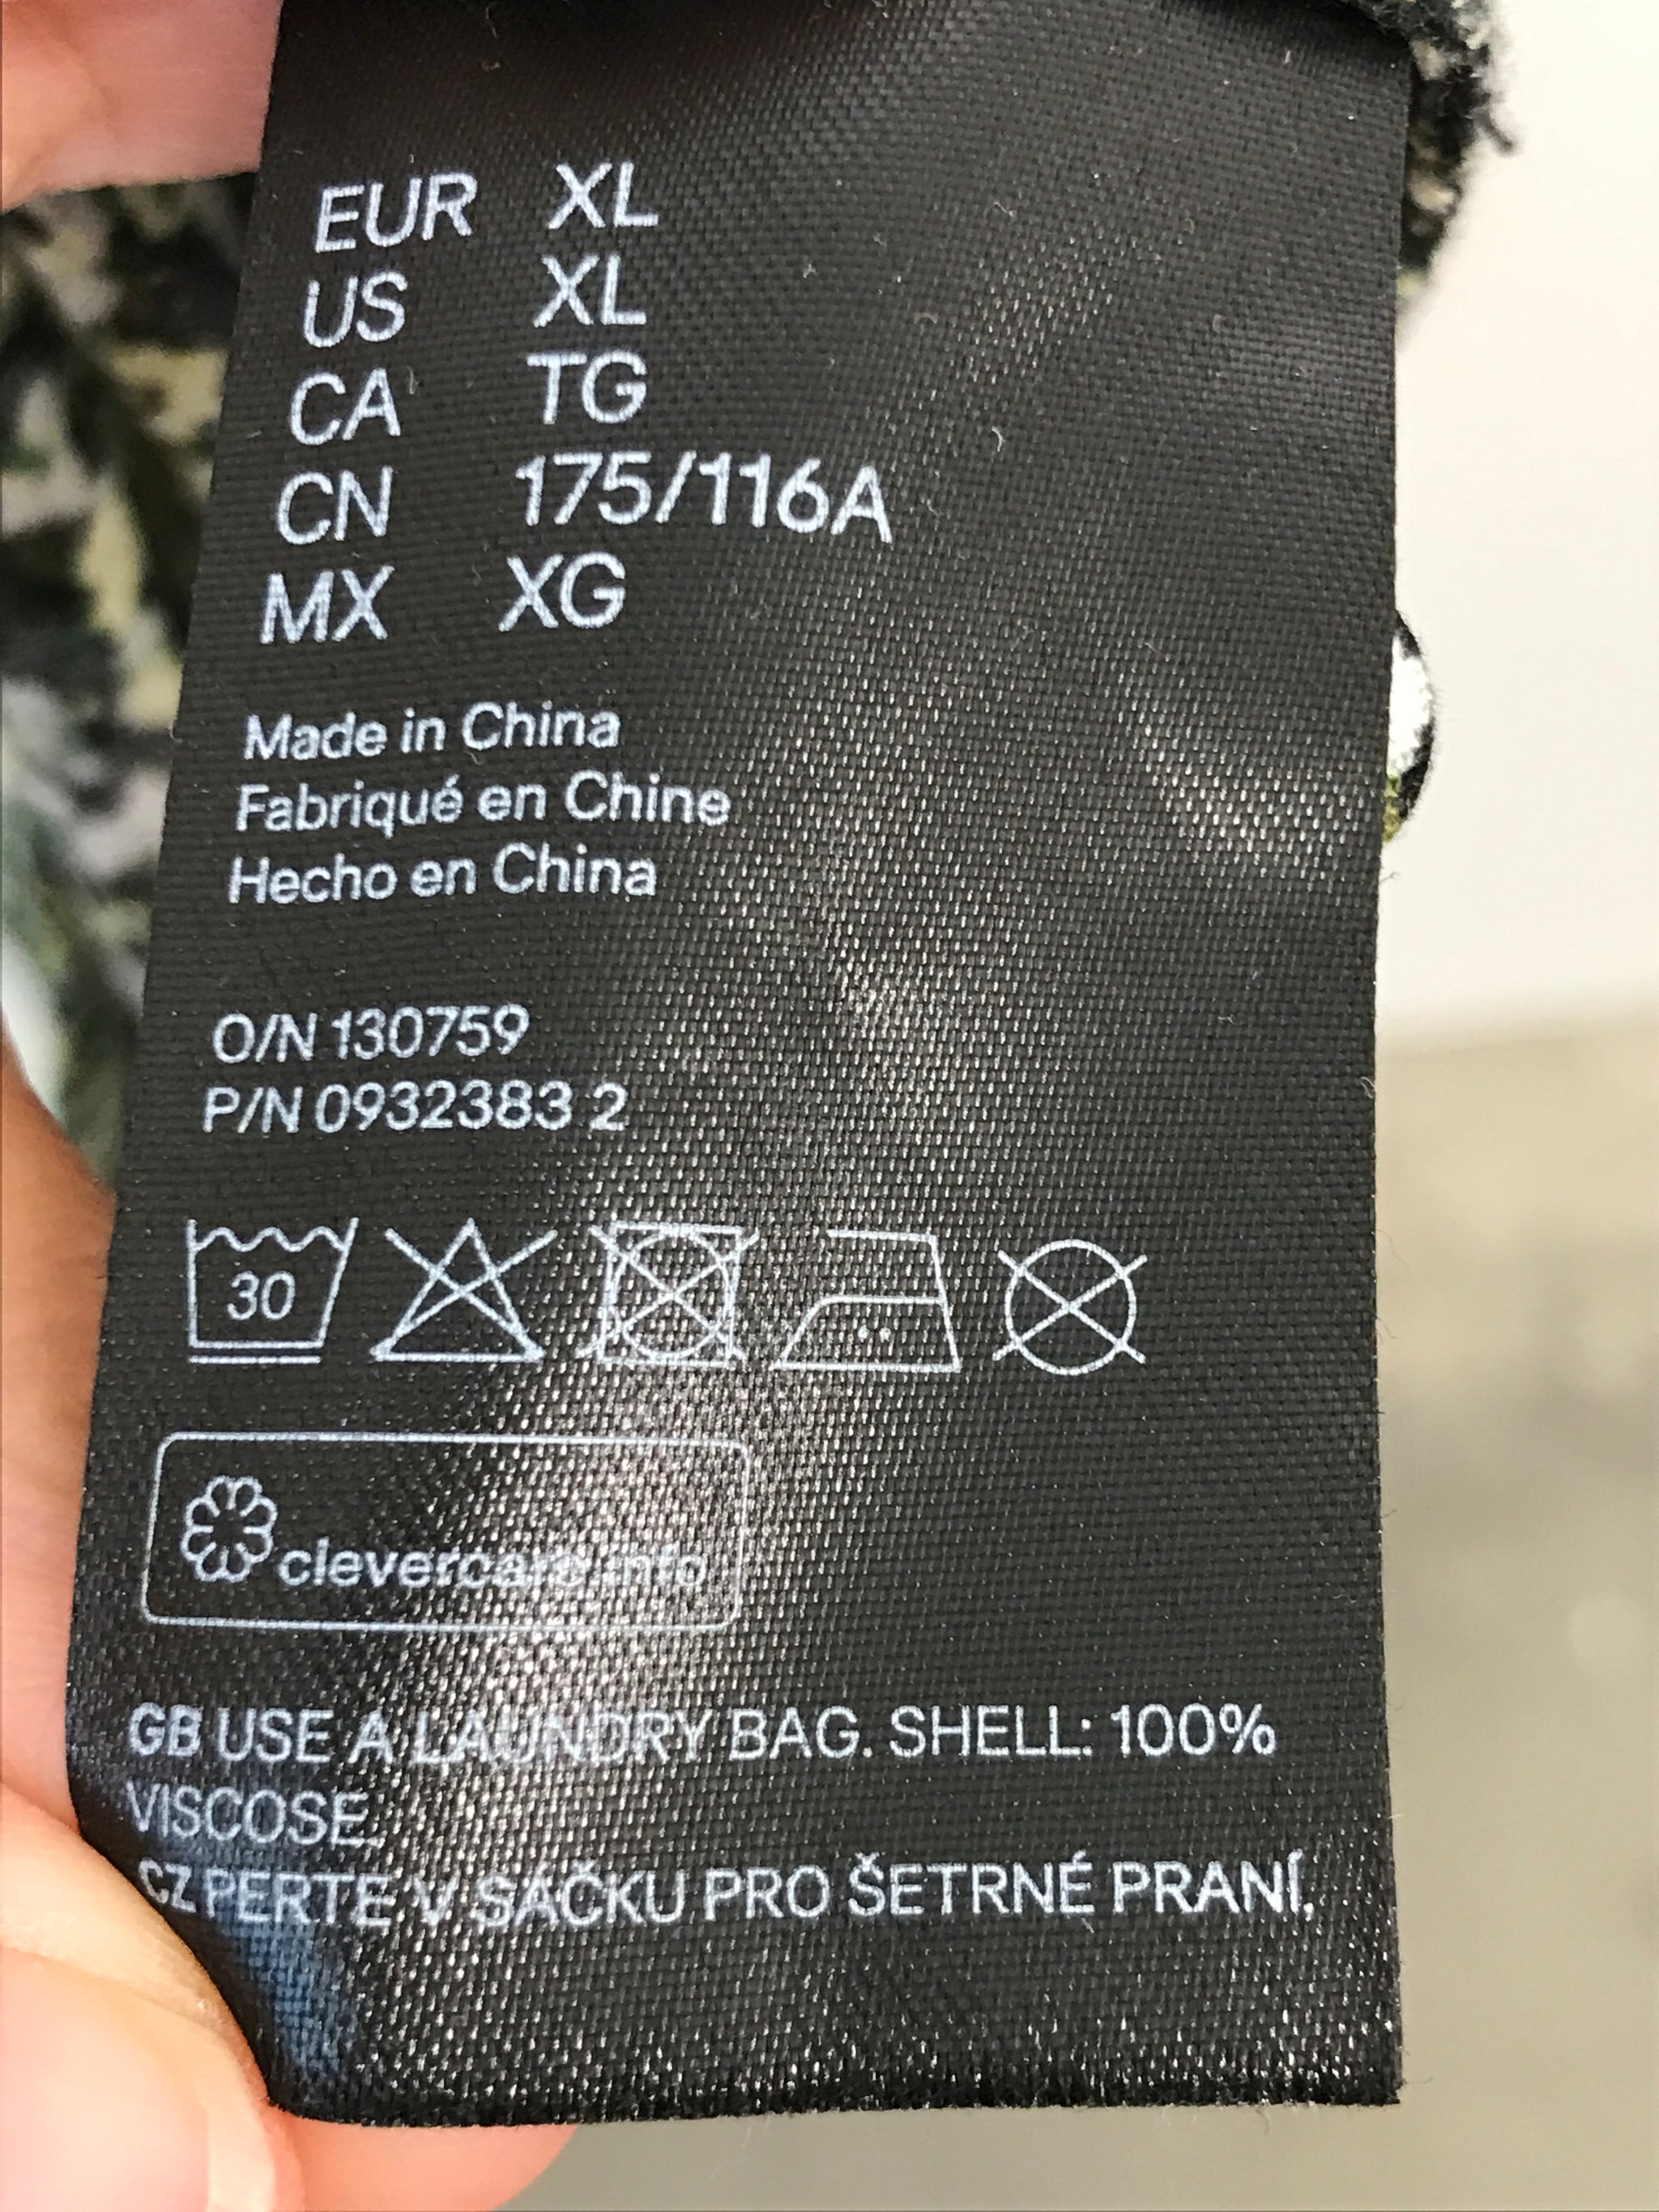 EUR XL
US XL
CA TG
CN 175/116A
MX XG
Made in China
Fabriqué en Chine
Hecho en China
O/N 130759
P/N 0932383 2
30
clevercare.info
GB USE A LAUNDRY BAG. SHELL: 100%
VISCOSE.
CZ PERTE V SÁČKU PRO ŠETRNÉ PRANÍ.